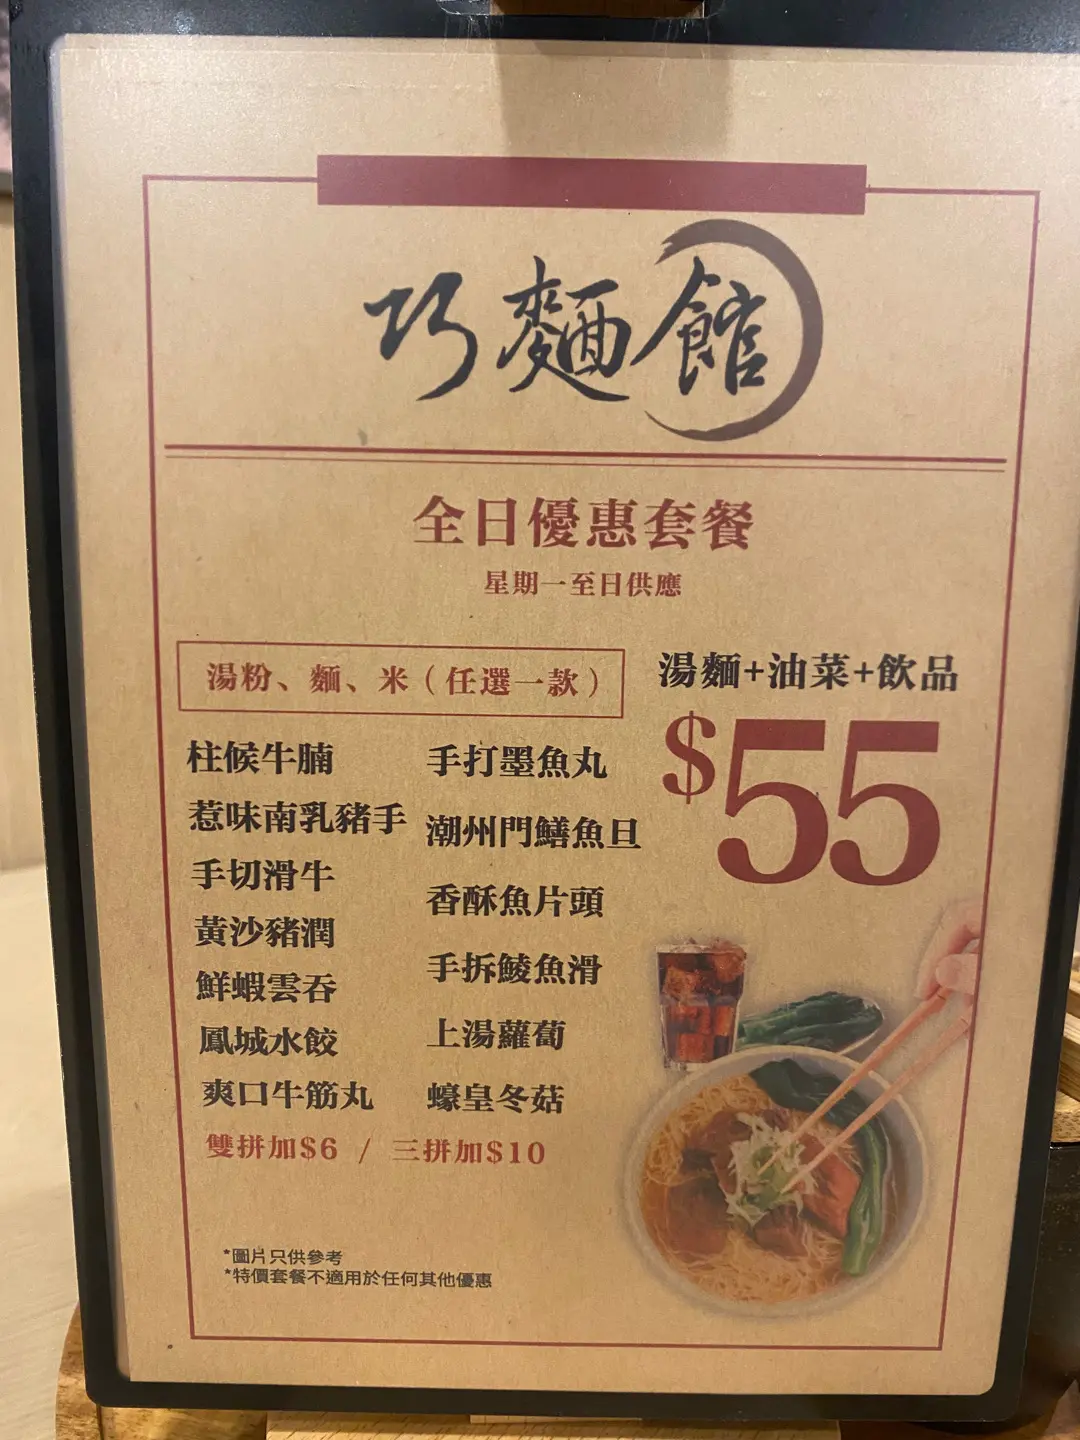 巧麵館
全日優惠套餐
星期一至日供應
湯粉、麵、米（任選一款）
柱候牛腩
惹味南乳豬手
手切滑牛
黃沙豬潤
鮮蝦雲吞
鳳城水餃
爽口牛筋丸
手打墨魚丸
潮州門鱔魚旦
香酥魚片頭
手拆鯪魚滑
上湯蘿蔔
蠔皇冬菇
雙拼加$6 / 三拼加$10
湯麵+油菜+飲品
$55
*圖片只供參考
*特價套餐不適用於任何其他優惠